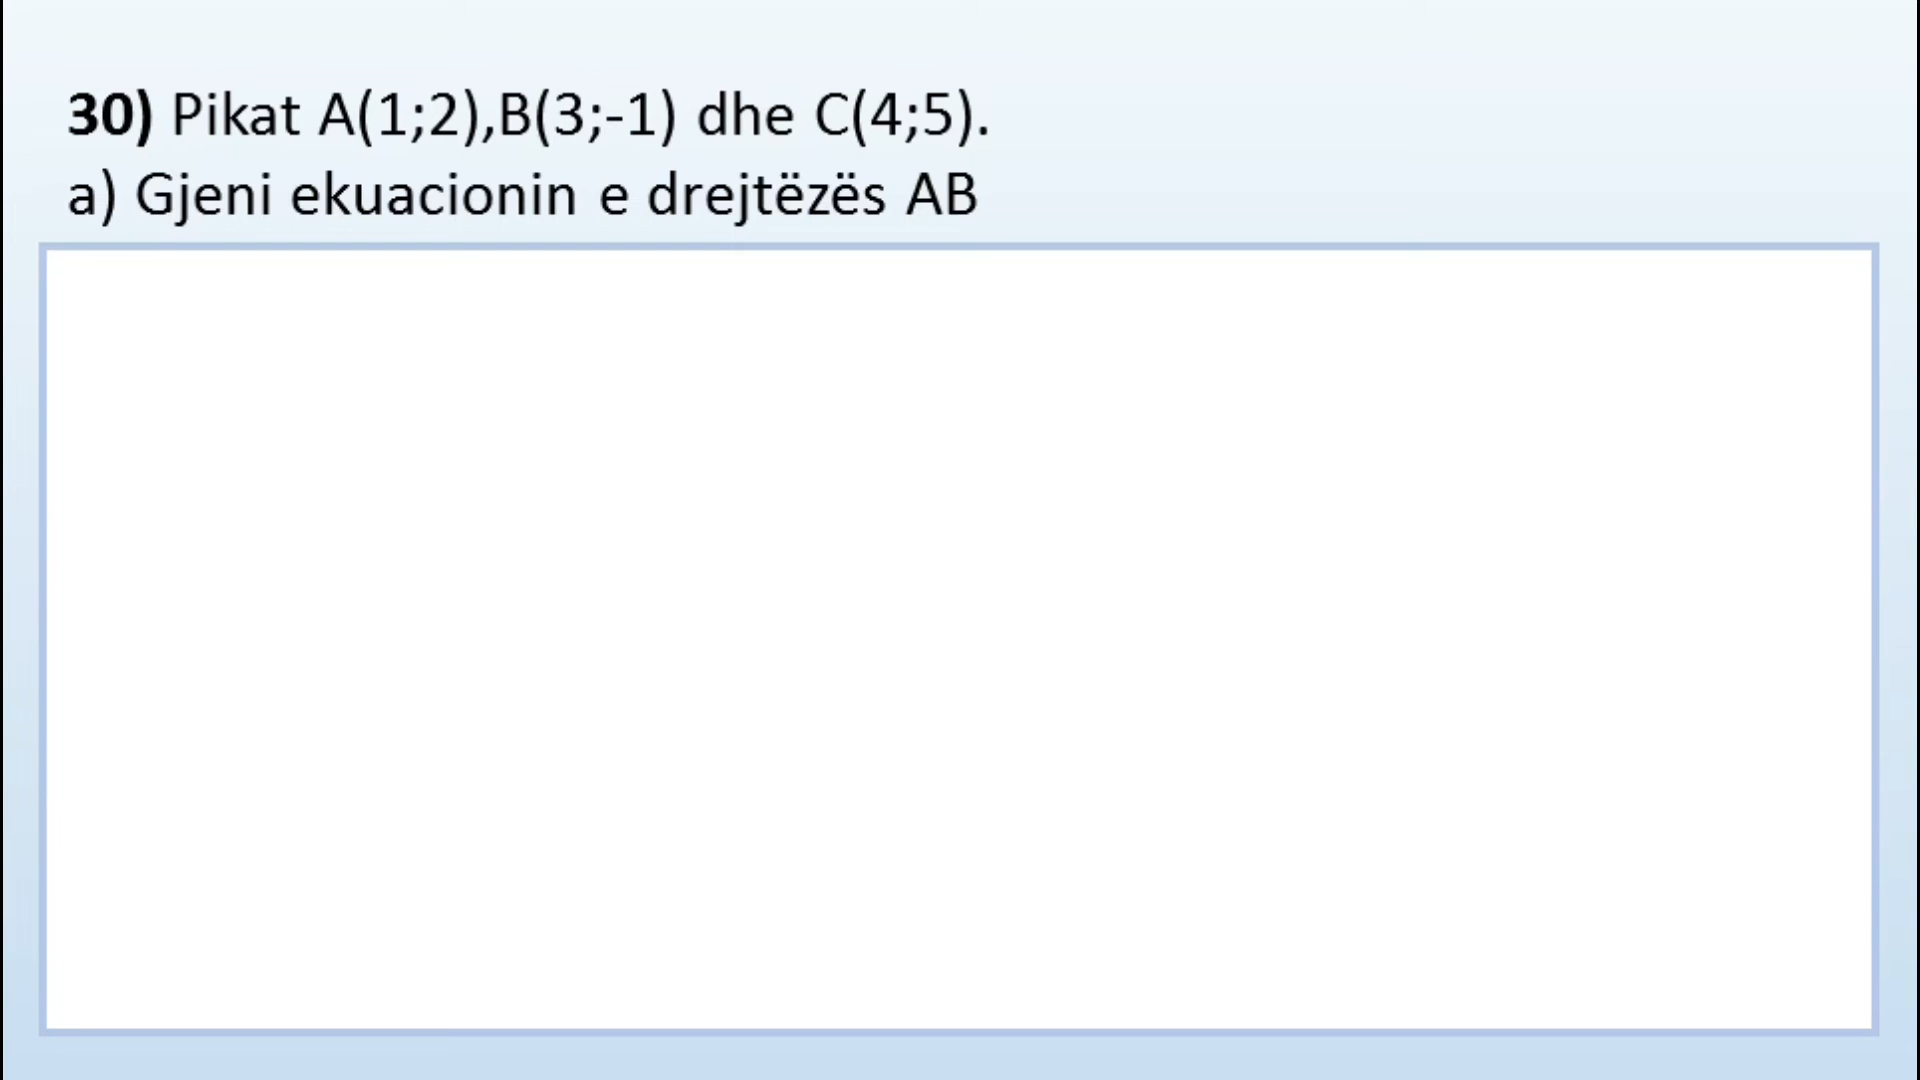 30) Pikat A(1;2),B(3;-1) dhe C(4;5).
a) Gjeni ekuacionin e drejtëzës AB